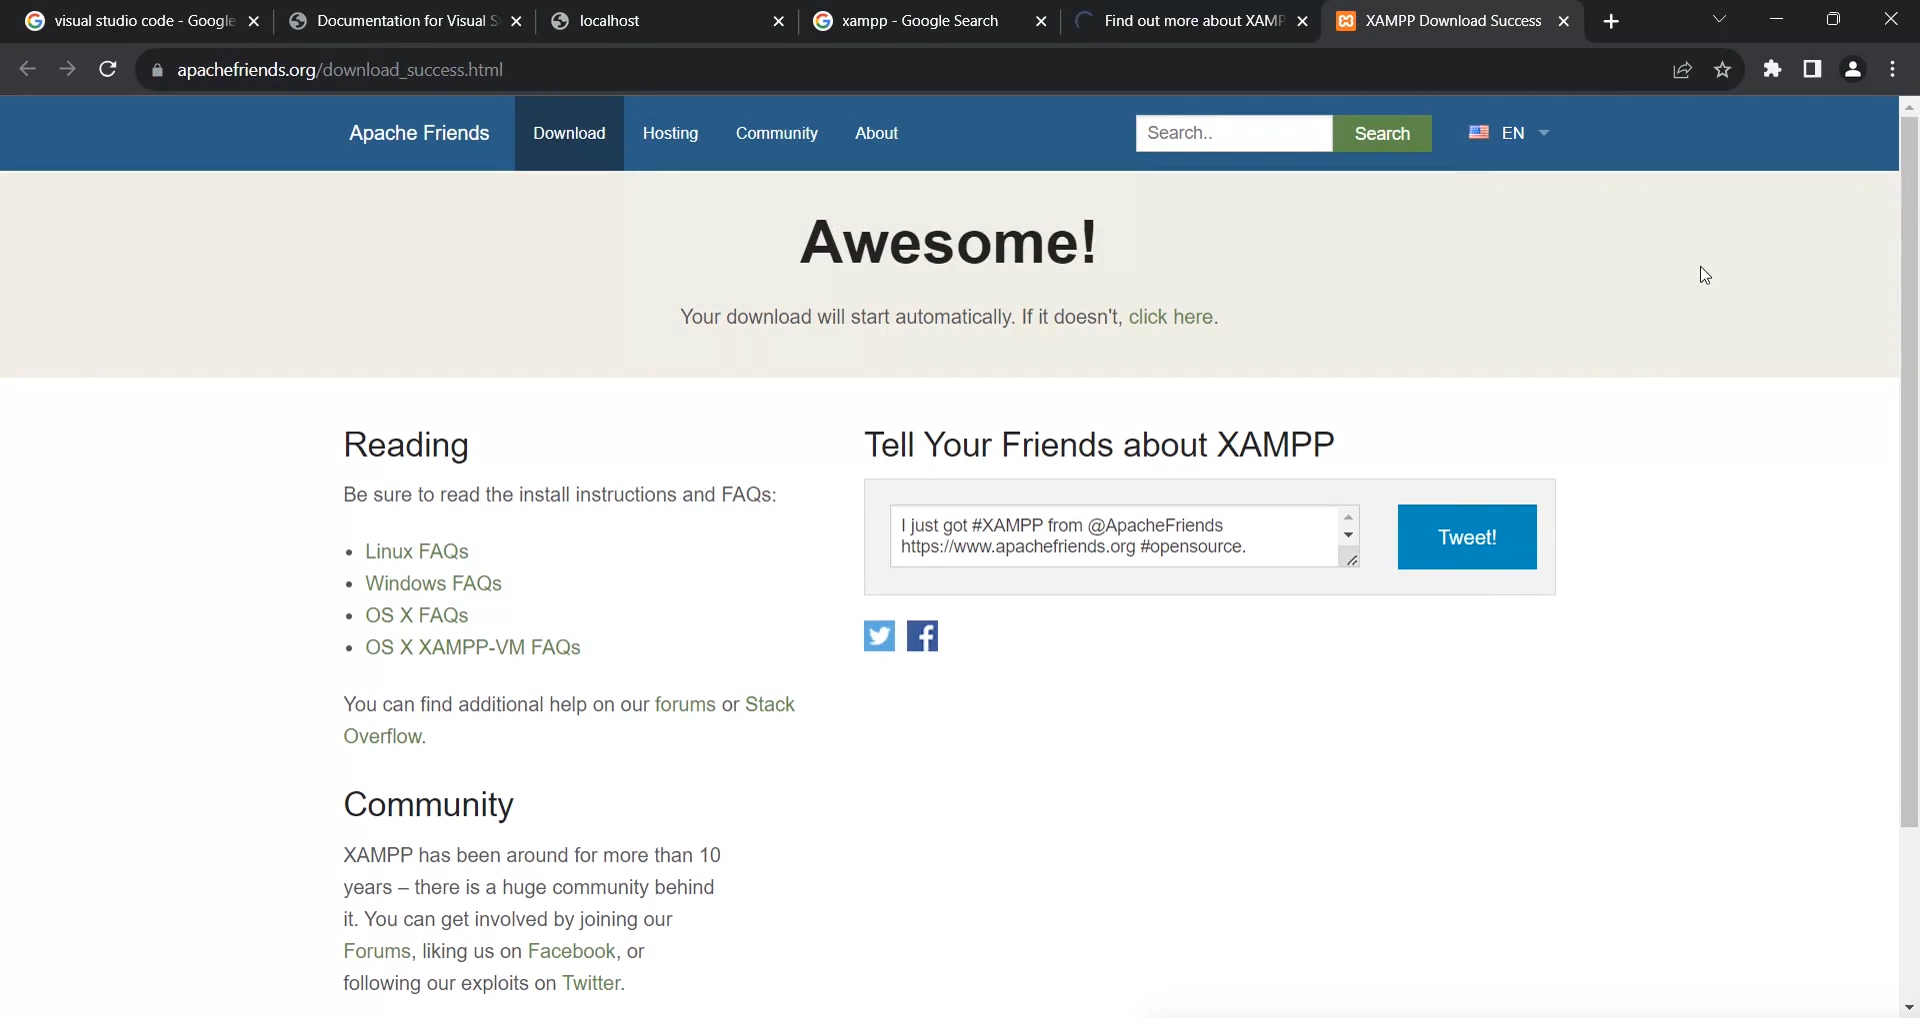 visual studio code - Google
Documentation for Visual S
localhost
xampp - Google Search
Find out more about XAMP
XAMPP Download Success
apachefriends.org/download_success.html
Apache Friends
Download
Hosting
Community
About
Search..
Search
EN
Awesome!
Your download will start automatically. If it doesn't, click here.
Reading
Be sure to read the install instructions and FAQs:
• Linux FAQs
• Windows FAQs
• OS X FAQs
• OS X XAMPP-VM FAQs
You can find additional help on our forums or Stack
Overflow.
Community
XAMPP has been around for more than 10
years – there is a huge community behind
it. You can get involved by joining our
Forums, liking us on Facebook, or
following our exploits on Twitter.
Tell Your Friends about XAMPP
I just got #XAMPP from @ApacheFriends
https://www.apachefriends.org #opensource.
Tweet!